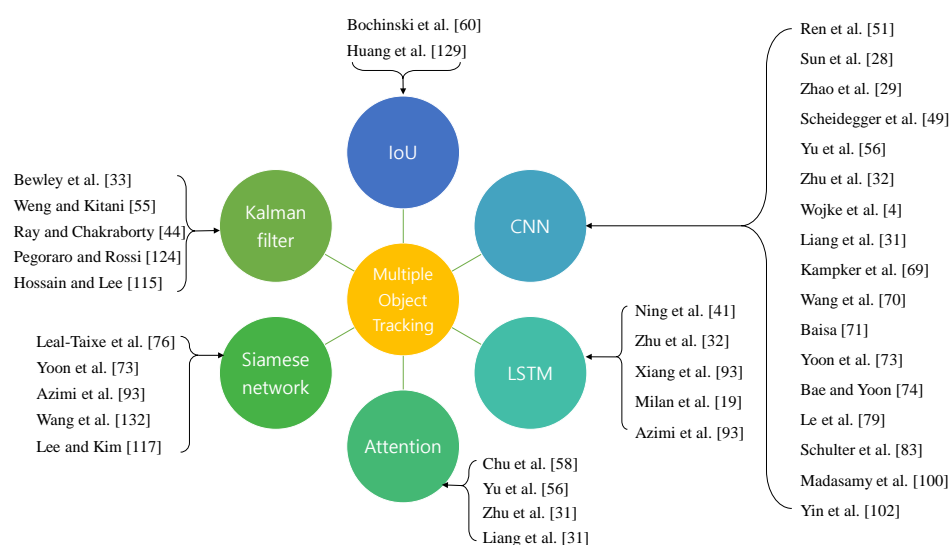 Bochinski et al. [60]
Huang et al. [129]
IoU
Ren et al. [51]
Sun et al. [28]
Zhao et al. [29]
Scheidegger et al. [49]
Yu et al. [56]
Zhu et al. [32]
Wojke et al. [4]
Liang et al. [31]
Kampker et al. [69]
Wang et al. [70]
Baisa [71]
Yoon et al. [73]
Bae and Yoon [74]
Le et al. [79]
Schulter et al. [83]
Madasamy et al. [100]
Yin et al. [102]
CNN
Bewley et al. [33]
Weng and Kitani [55]
Ray and Chakraborty [44]
Pegoraro and Rossi [124]
Hossain and Lee [115]
Kalman
filter
Multiple
Object
Tracking
Leal-Taixe et al. [76]
Yoon et al. [73]
Azimi et al. [93]
Wang et al. [132]
Lee and Kim [117]
Siamese
network
LSTM
Ning et al. [41]
Zhu et al. [32]
Xiang et al. [93]
Milan et al. [19]
Azimi et al. [93]
Attention
Chu et al. [58]
Yu et al. [56]
Zhu et al. [31]
Liang et al. [31]